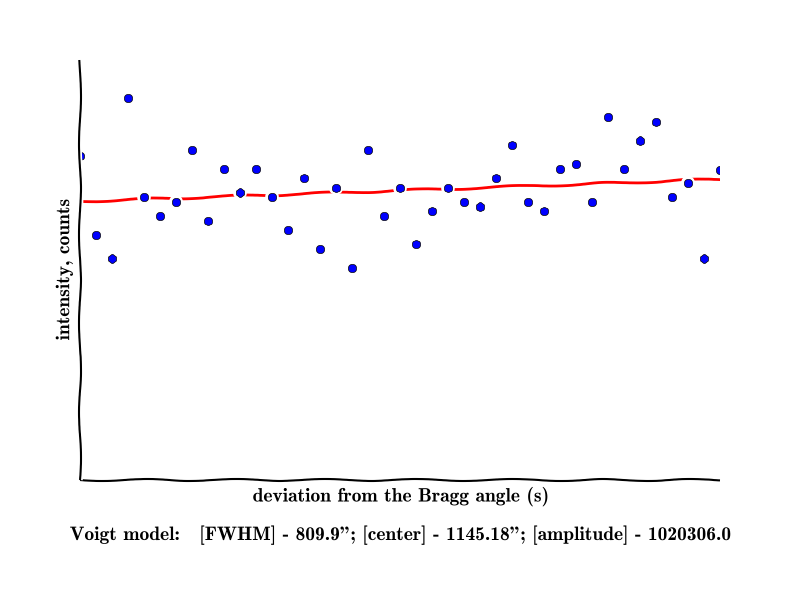 intensity, counts
deviation from the Bragg angle (s)
Voigt model: [FWHM] - 809.9”; [center] - 1145.18”; [amplitude] - 1020306.0